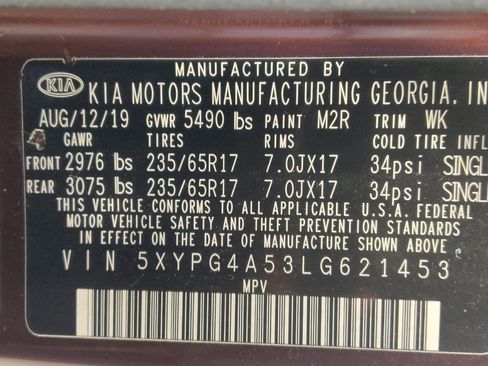 MANUFACTURED BY
KIA KIA MOTORS MANUFACTURING GEORGIA, IN
AUG/12/19 GVWR 5490 lbs PAINT M2R TRIM WK
GAWR TIRES RIMS COLD TIRE INFL
FRONT 2976 lbs 235/65R17 7.0JX17 34psi SINGL
REAR 3075 lbs 235/65R17 7.0JX17 34psi SINGL
THIS VEHICLE CONFORMS TO ALL APPLICABLE U.S.A. FEDERAL
MOTOR VEHICLE SAFETY AND THEFT PREVENTION STANDARDS
IN EFFECT ON THE DATE OF MANUFACTURE SHOWN ABOVE.
VIN 5XYPG4A53LG621453
MPV